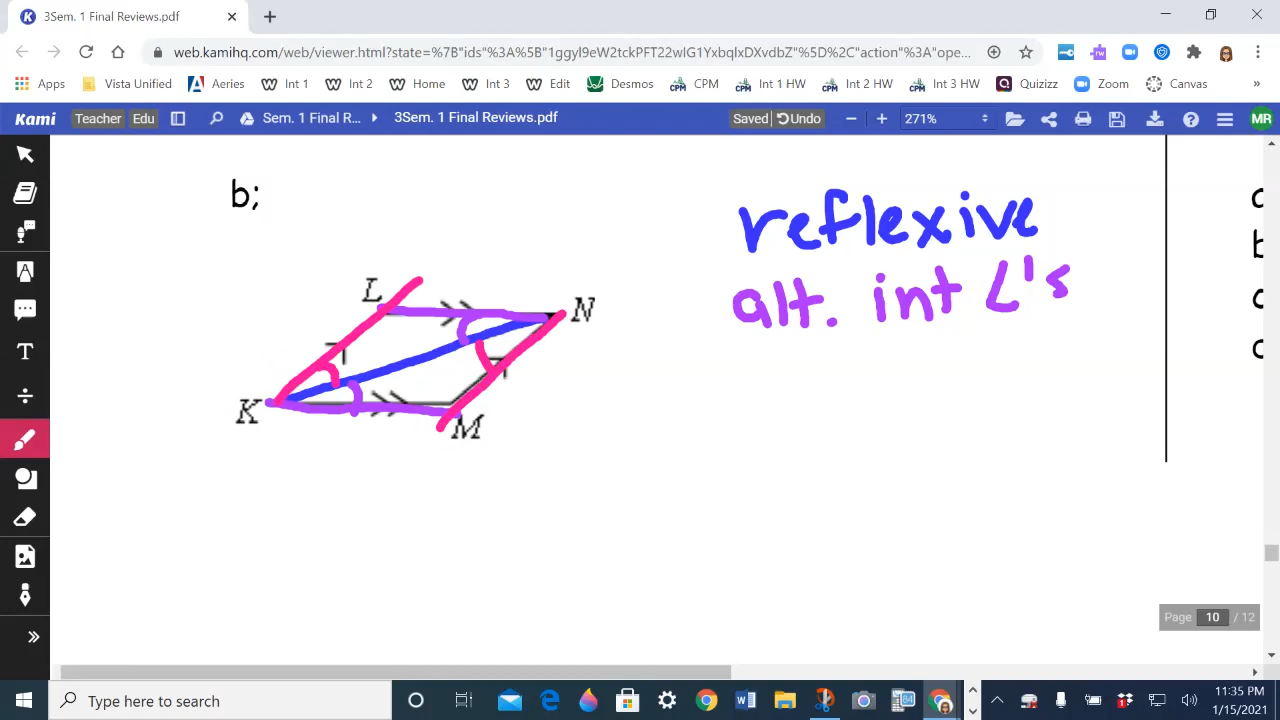 3Sem. 1 Final Reviews.pdf
web.kamihq.com/web/viewer.html?state=%7B"ids"%3A%5B"1ggyl9eW2tckPFT22wIG1YsYqlxDXvdbZ"%5D%2C"action"%3A"ope...
Apps Vista Unified Aeries Int 1 Int 2 Home Int 3 Edit Desmos CPM Int 1 HW Int 2 HW Int 3 HW Quizizz Zoom Canvas »
Kami Teacher Edu Sem. 1 Final R... 3Sem. 1 Final Reviews.pdf Saved Undo 271% MR
b;
reflexive
alt. int ∠'s
L
N
K
M
Page 10 / 12
Type here to search
11:35 PM
1/15/2021